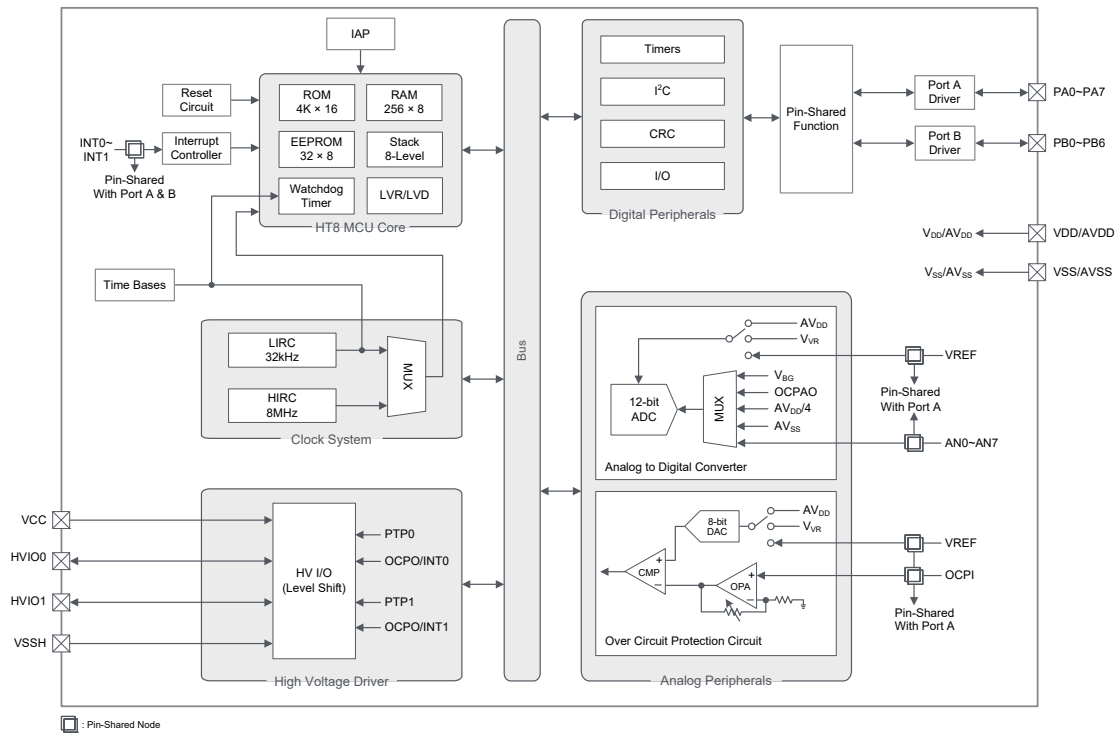 IAP
Reset
Circuit
INT0~
INT1
Interrupt
Controller
Pin-Shared
With Port A & B
ROM
4K × 16
RAM
256 × 8
EEPROM
32 × 8
Stack
8-Level
Watchdog
Timer
LVR/LVD
HT8 MCU Core
Time Bases
LIRC
32kHz
HIRC
8MHz
MUX
Clock System
VCC
HVIO0
HVIO1
VSSH
HV I/O
(Level Shift)
PTP0
OCPO/INT0
PTP1
OCPO/INT1
High Voltage Driver
Bus
Timers
I²C
CRC
I/O
Digital Peripherals
Pin-Shared
Function
Port A
Driver
Port B
Driver
PA0~PA7
PB0~PB6
VDD/AVDD
VDD/AVDD
VSS/AVSS
VSS/AVSS
AVDD
VVR
VREF
12-bit
ADC
MUX
VBG
OCPAO
AVDD/4
AVSS
Pin-Shared
With Port A
AN0~AN7
Analog to Digital Converter
8-bit
DAC
AVDD
VVR
VREF
CMP
+
−
OPA
+
−
OCPI
Pin-Shared
With Port A
Over Circuit Protection Circuit
Analog Peripherals
: Pin-Shared Node